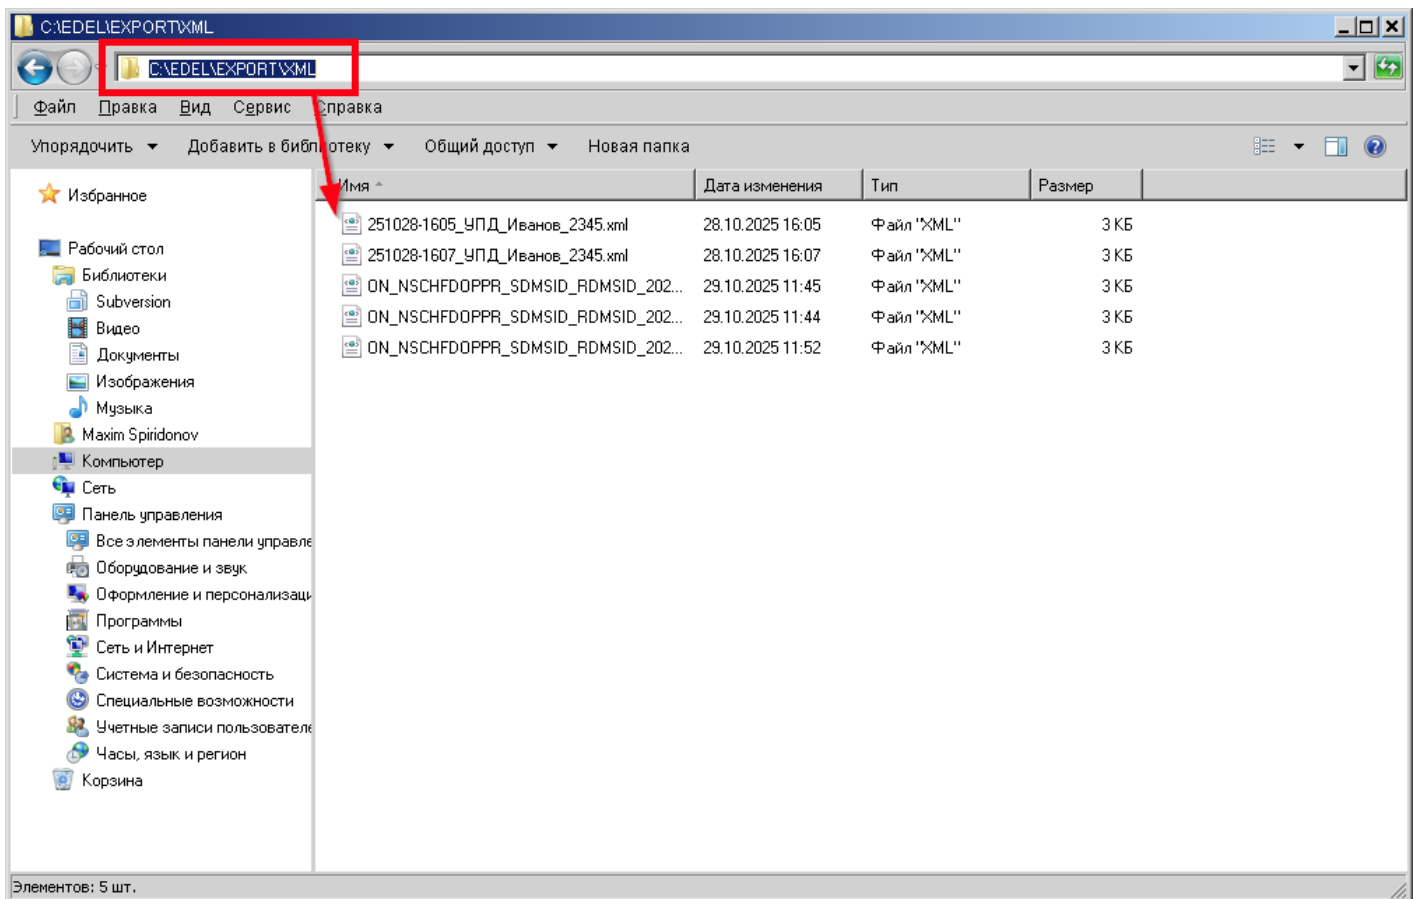 C:\EDEL\EXPORT\XML
C:\EDEL\EXPORT\XML
Файл Правка Вид Сервис Справка
Упорядочить Добавить в библиотеку Общий доступ Новая папка
Избранное
Рабочий стол
Библиотеки
Subversion
Видео
Документы
Изображения
Музыка
Maxim Spiridonov
Компьютер
Сеть
Панель управления
Все элементы панели управле
Оборудование и звук
Оформление и персонализаци
Программы
Сеть и Интернет
Система и безопасность
Специальные возможности
Учетные записи пользователе
Часы, язык и регион
Корзина
Имя Дата изменения Тип Размер
251028-1605_УПД_Иванов_2345.xml 28.10.2025 16:05 Файл "XML" 3 КБ
251028-1607_УПД_Иванов_2345.xml 28.10.2025 16:07 Файл "XML" 3 КБ
ON_NSCHFDOPPR_SDMSID_RDMSID_202... 29.10.2025 11:45 Файл "XML" 3 КБ
ON_NSCHFDOPPR_SDMSID_RDMSID_202... 29.10.2025 11:44 Файл "XML" 3 КБ
ON_NSCHFDOPPR_SDMSID_RDMSID_202... 29.10.2025 11:52 Файл "XML" 3 КБ
Элементов: 5 шт.